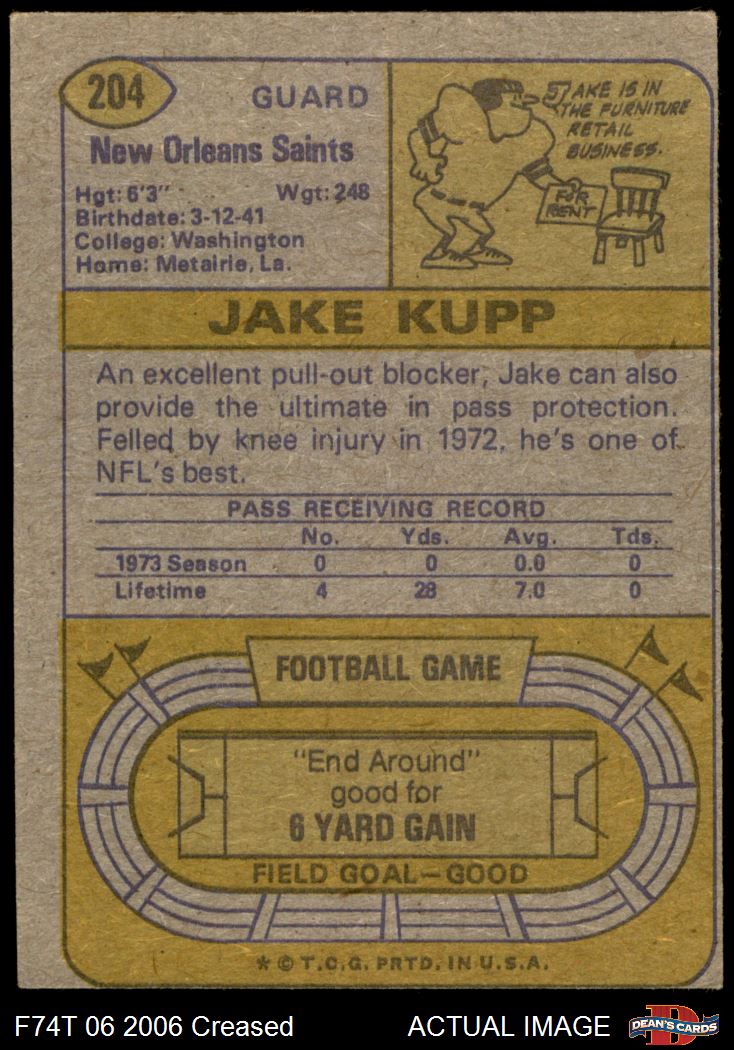 204
GUARD
New Orleans Saints
Hgt: 6'3" Wgt: 248
Birthdate: 3-12-41
College: Washington
Home: Metairie, La.
JAKE IS IN
THE FURNITURE
RETAIL
BUSINESS.
FOR
RENT
JAKE KUPP
An excellent pull-out blocker, Jake can also
provide the ultimate in pass protection.
Felled by knee injury in 1972, he's one of
NFL's best.
PASS RECEIVING RECORD
No. Yds. Avg. Tds.
1973 Season 0 0 0.0 0
Lifetime 4 28 7.0 0
FOOTBALL GAME
"End Around"
good for
6 YARD GAIN
FIELD GOAL—GOOD
* © T.C.G. PRTD. IN U.S.A.
F74T 06 2006 Creased ACTUAL IMAGE
D
DEAN'S CARDS